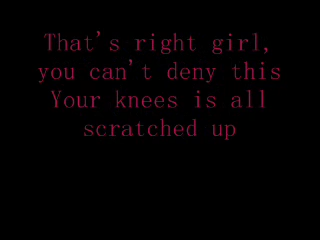 That's right girl,
you can't deny this
Your knees is all
scratched up